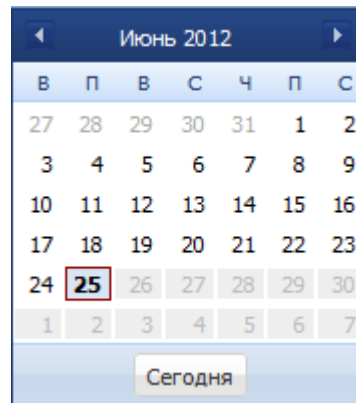 Июнь 2012
В П В С Ч П С
27 28 29 30 31 1 2
3 4 5 6 7 8 9
10 11 12 13 14 15 16
17 18 19 20 21 22 23
24 25 26 27 28 29 30
1 2 3 4 5 6 7
Сегодня